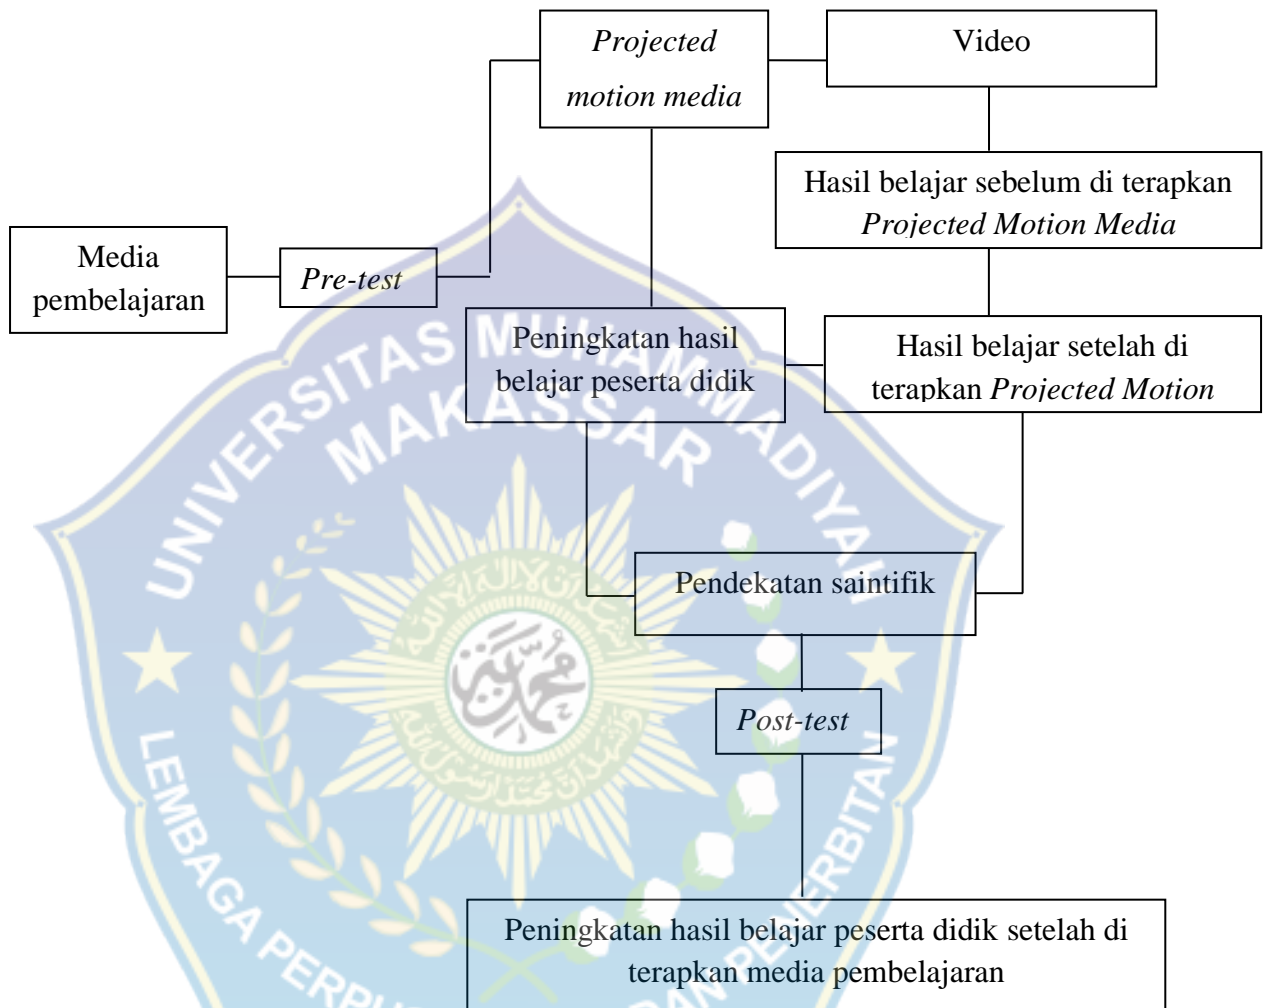 Projected
motion media
Video
Hasil belajar sebelum di terapkan
Projected Motion Media
Media
pembelajaran
Pre-test
Peningkatan hasil
belajar peserta didik
Hasil belajar setelah di
terapkan Projected Motion
Pendekatan saintifik
Post-test
Peningkatan hasil belajar peserta didik setelah di
terapkan media pembelajaran
UNIVERSITAS MUHAMMADIYAH
MAKASSAR
LEMBAGA
PENERBITAN